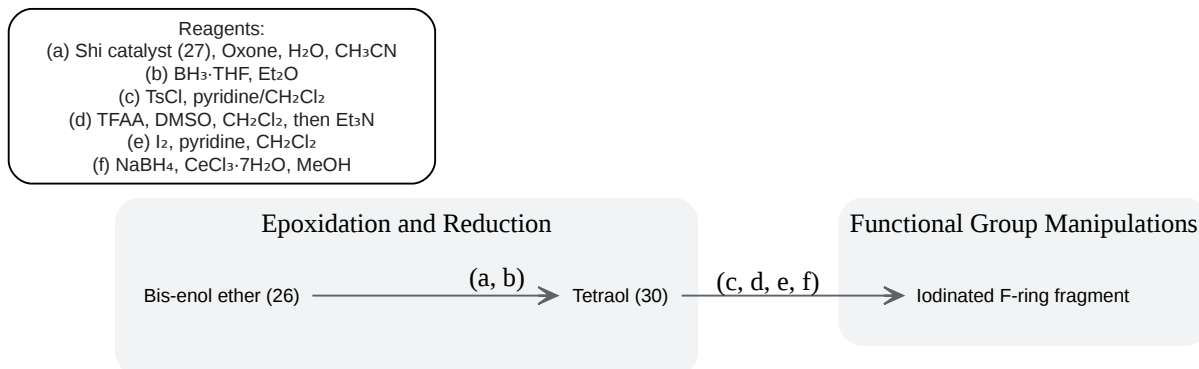 Reagents:
(a) Shi catalyst (27), Oxone, H₂O, CH₃CN
(b) BH₃·THF, Et₂O
(c) TsCl, pyridine/CH₂Cl₂
(d) TFAA, DMSO, CH₂Cl₂, then Et₃N
(e) I₂, pyridine, CH₂Cl₂
(f) NaBH₄, CeCl₃·7H₂O, MeOH
Epoxidation and Reduction
Functional Group Manipulations
Bis-enol ether (26)
(a, b)
Tetraol (30)
(c, d, e, f)
Iodinated F-ring fragment